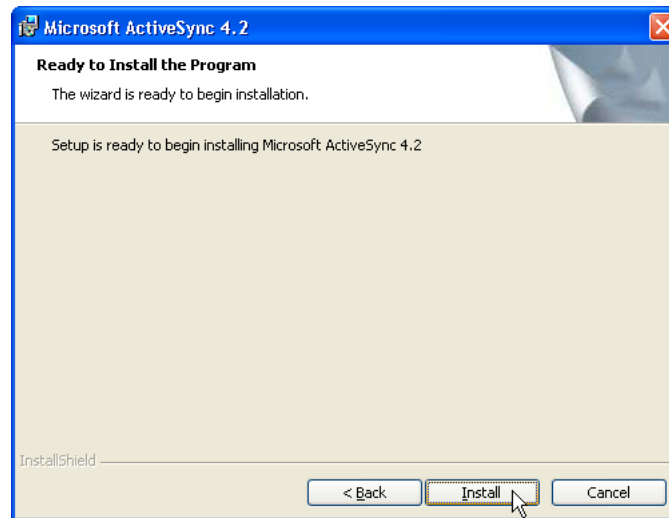 Microsoft ActiveSync 4.2
Ready to Install the Program
The wizard is ready to begin installation.
Setup is ready to begin installing Microsoft ActiveSync 4.2
InstallShield
< Back Install Cancel